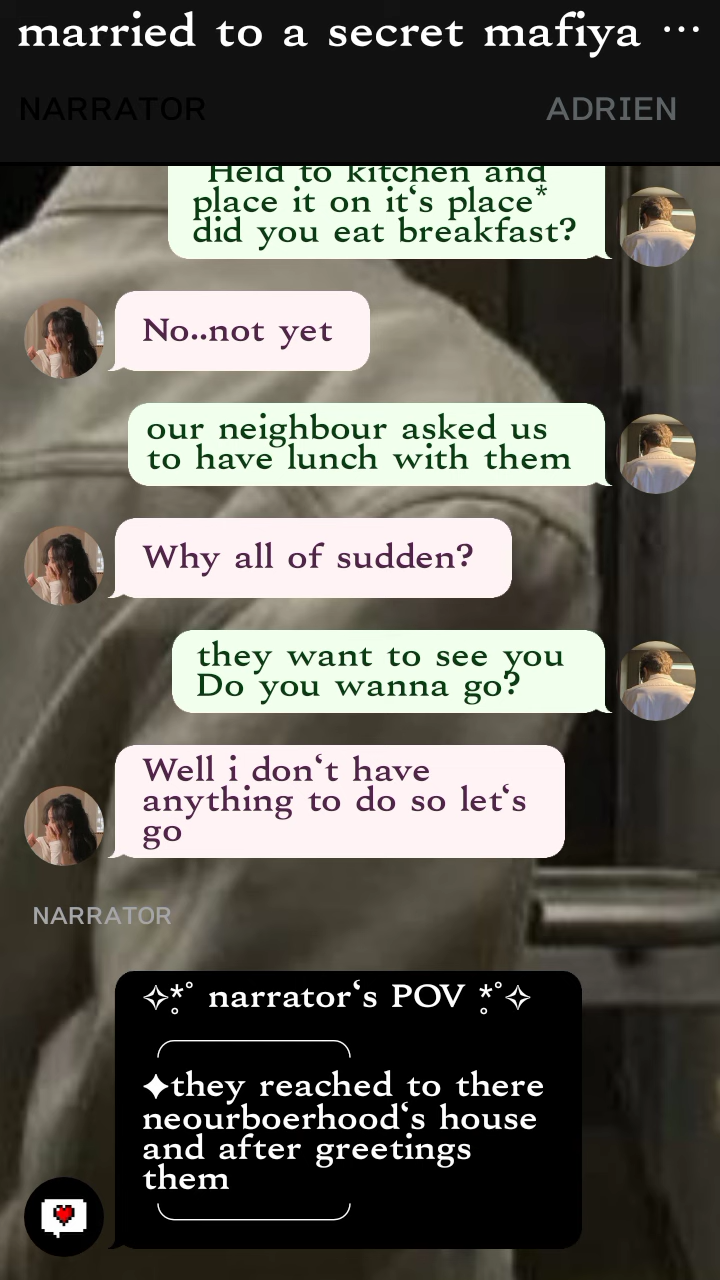 married to a secret mafiya ...
NARRATOR
ADRIEN
Held to kitchen and
place it on it‘s place*
did you eat breakfast?
No..not yet
our neighbour asked us
to have lunch with them
Why all of sudden?
they want to see you
Do you wanna go?
Well i don‘t have
anything to do so let‘s
go
NARRATOR
✧*̥˚ narrator‘s POV *̥˚✧
✦they reached to there
neourboerhood‘s house
and after greetings
them